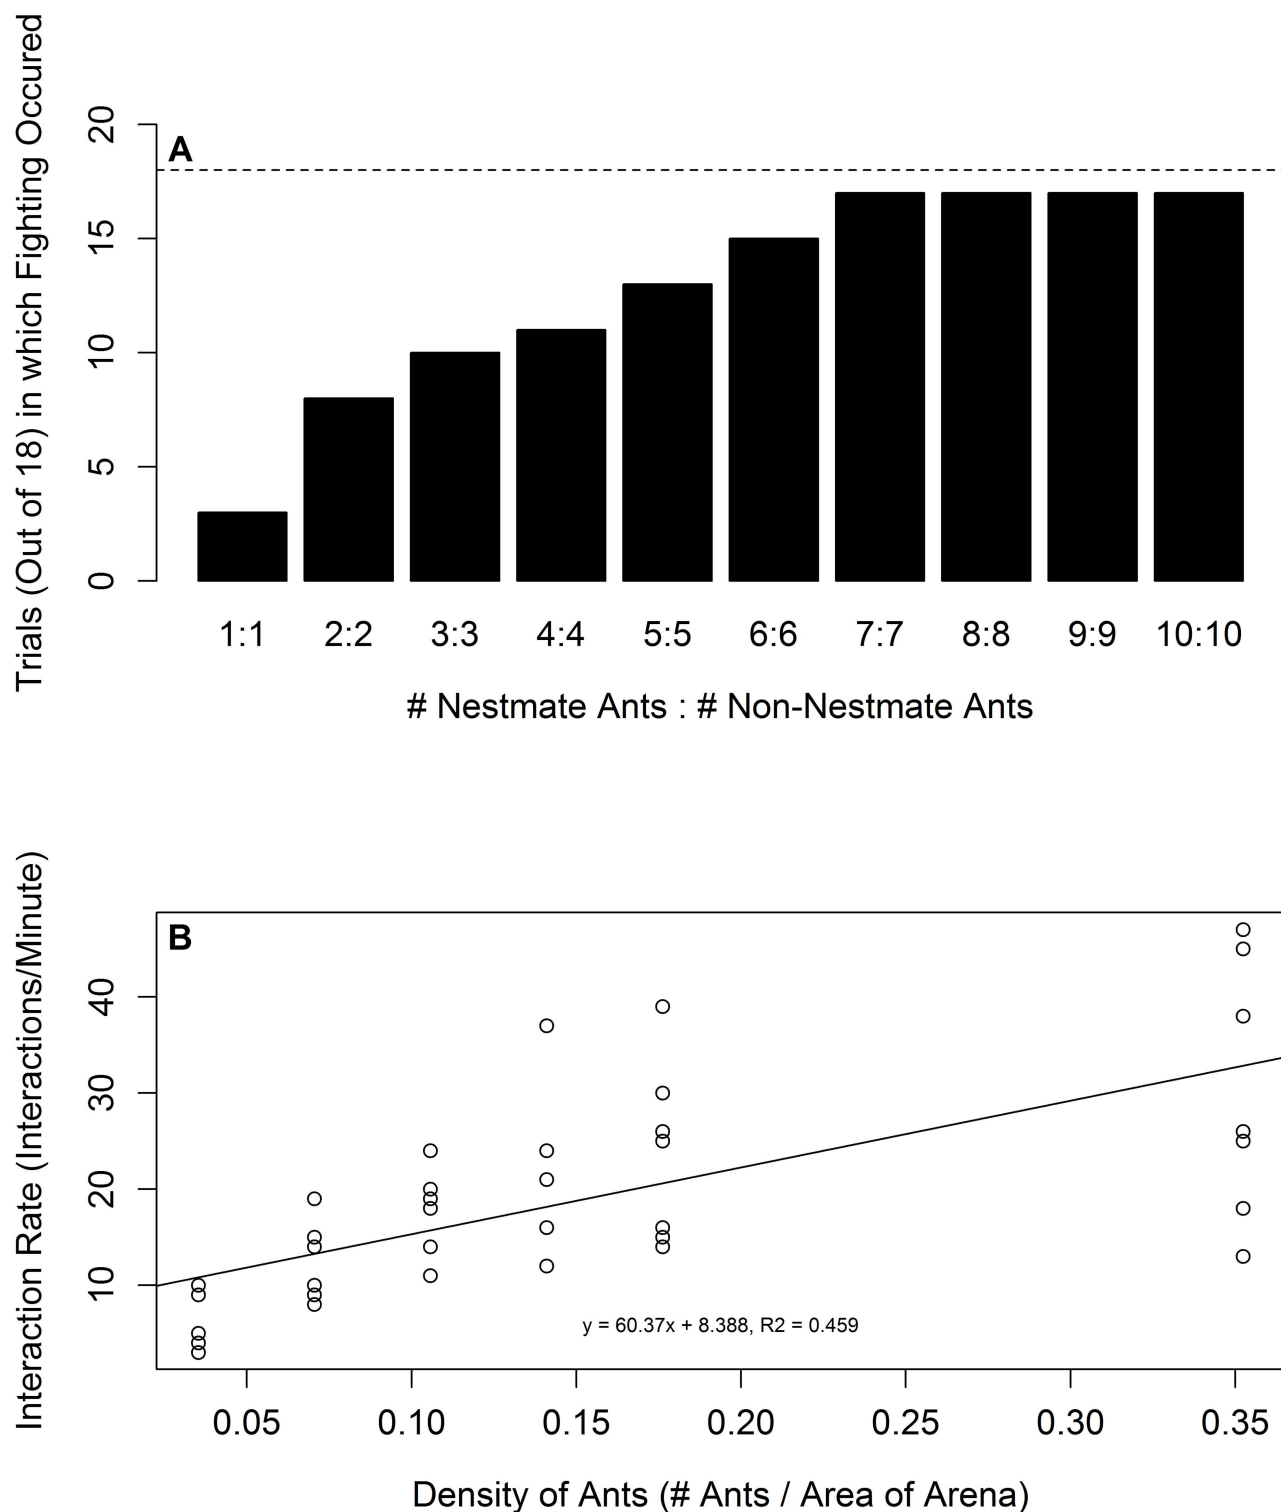 Trials (Out of 18) in which Fighting Occured
20
15
10
5
0
A
1:1 2:2 3:3 4:4 5:5 6:6 7:7 8:8 9:9 10:10
# Nestmate Ants : # Non-Nestmate Ants
Interaction Rate (Interactions/Minute)
40
30
20
10
B
y = 60.37x + 8.388, R2 = 0.459
0.05 0.10 0.15 0.20 0.25 0.30 0.35
Density of Ants (# Ants / Area of Arena)